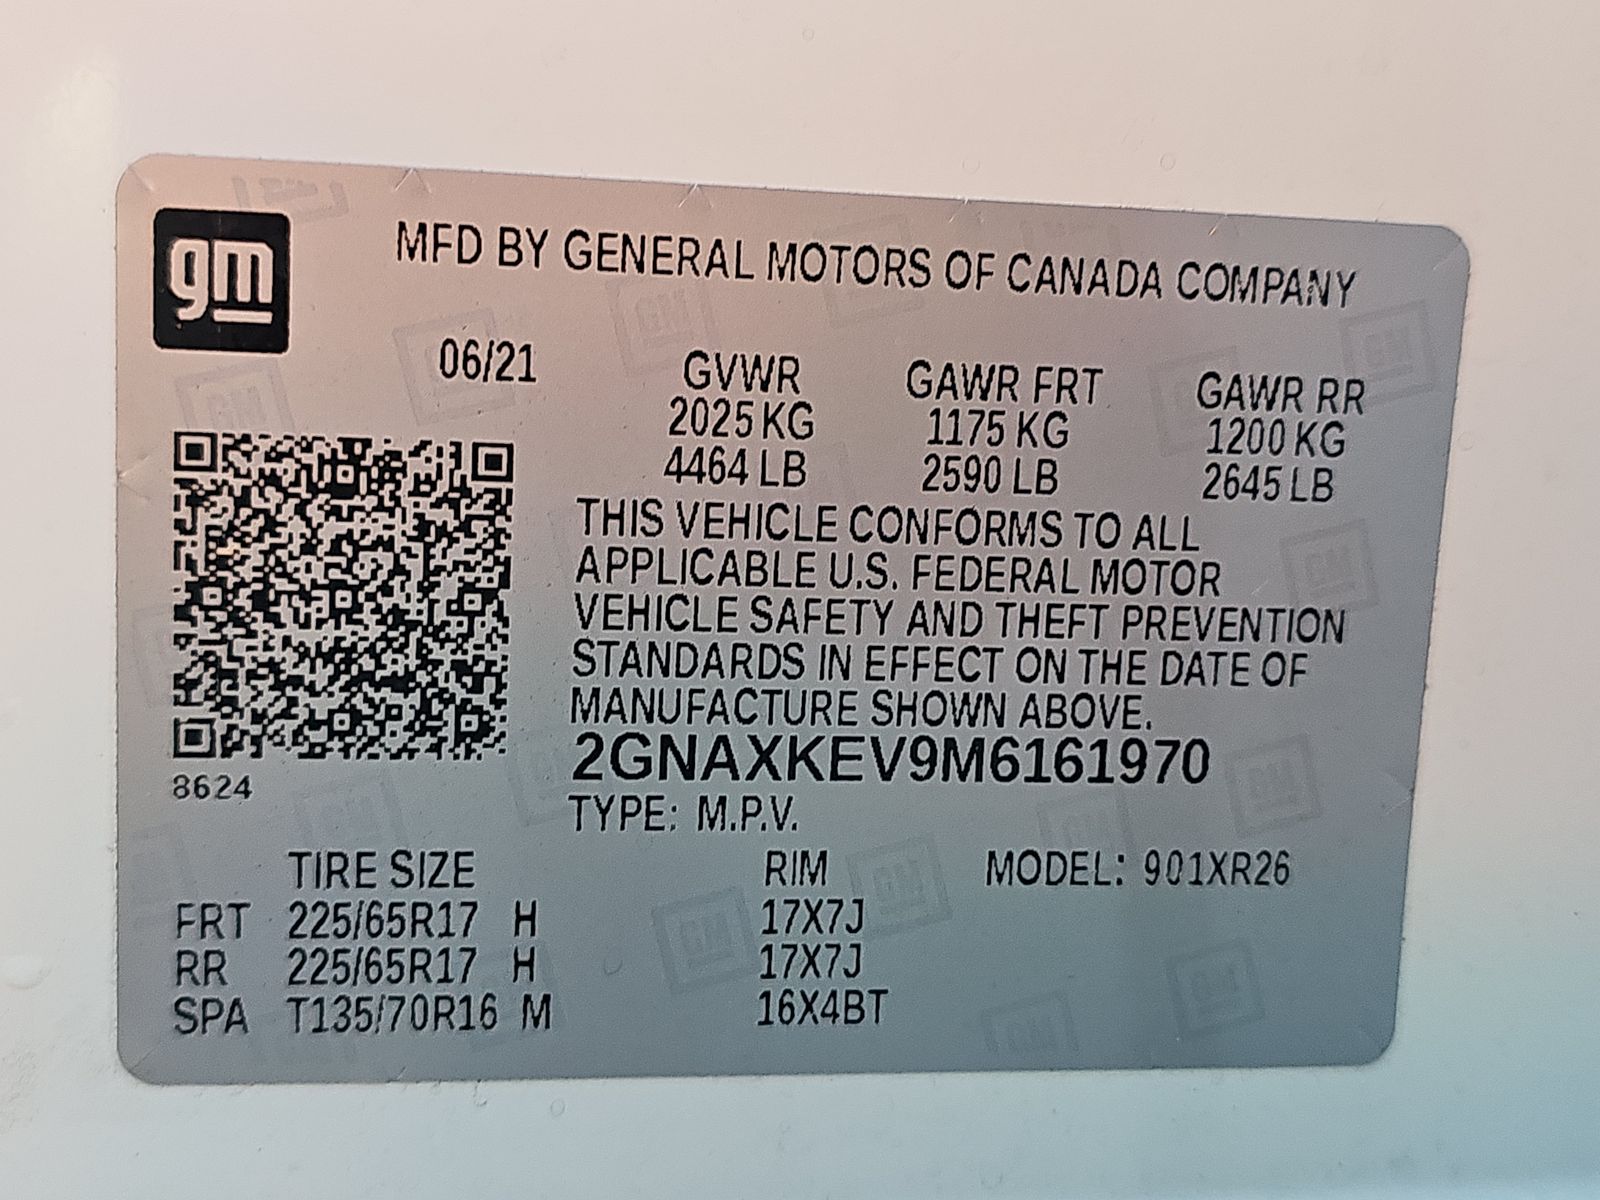 gm
MFD BY GENERAL MOTORS OF CANADA COMPANY
06/21 GVWR GAWR FRT GAWR RR
2025 KG 1175 KG 1200 KG
4464 LB 2590 LB 2645 LB
THIS VEHICLE CONFORMS TO ALL
APPLICABLE U.S. FEDERAL MOTOR
VEHICLE SAFETY AND THEFT PREVENTION
STANDARDS IN EFFECT ON THE DATE OF
MANUFACTURE SHOWN ABOVE.
2GNAXKEV9M6161970
8624
TYPE: M.P.V.
TIRE SIZE RIM MODEL: 901XR26
FRT 225/65R17 H 17X7J
RR 225/65R17 H 17X7J
SPA T135/70R16 M 16X4BT